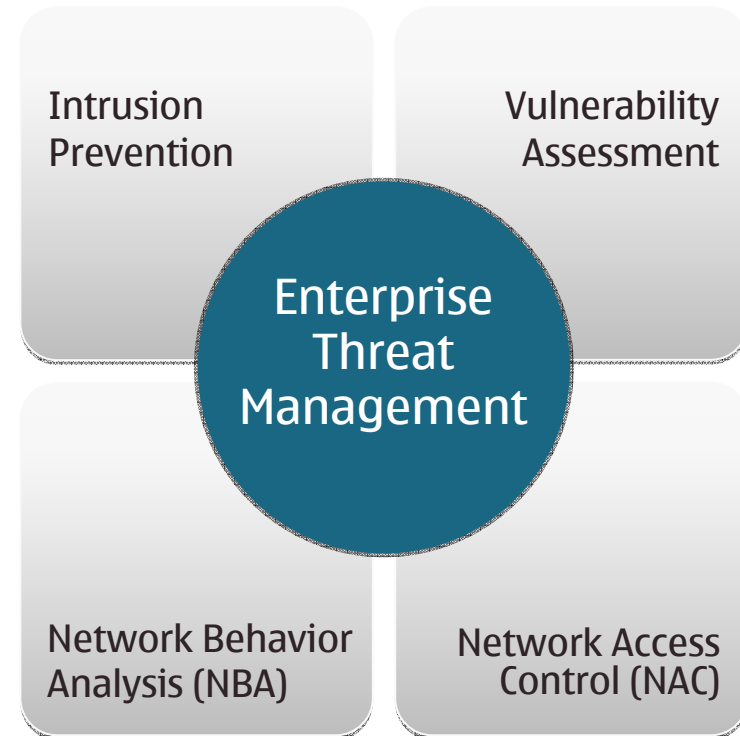 Intrusion
Prevention
Vulnerability
Assessment
Enterprise
Threat
Management
Network Behavior
Analysis (NBA)
Network Access
Control (NAC)